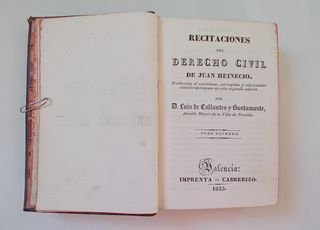 RECITACIONES
DEL
DERECHO CIVIL
DE JUAN HEINECIO,
Traducidas al castellano, corregidas y adicionadas
considerablemente en esta segunda edicion
POR
D. Luis de Collantes y Bustamante,
Alcalde Mayor de la Villa de
TOMO PRIMERO.
Valencia:
IMPRENTA DE CABRERIZO.
1835.